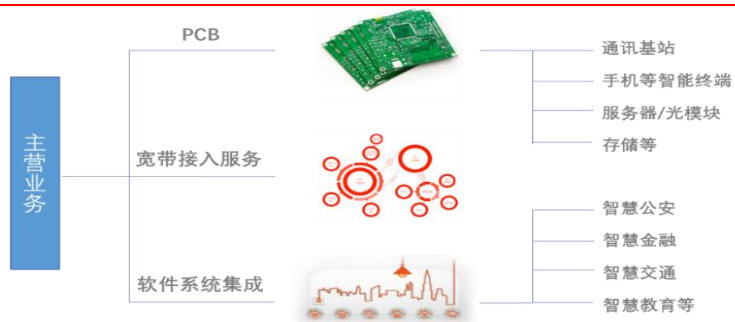 主营业务
PCB
通讯基站
手机等智能终端
服务器/光模块
存储等
宽带接入服务
软件系统集成
智慧公安
智慧金融
智慧交通
智慧教育等